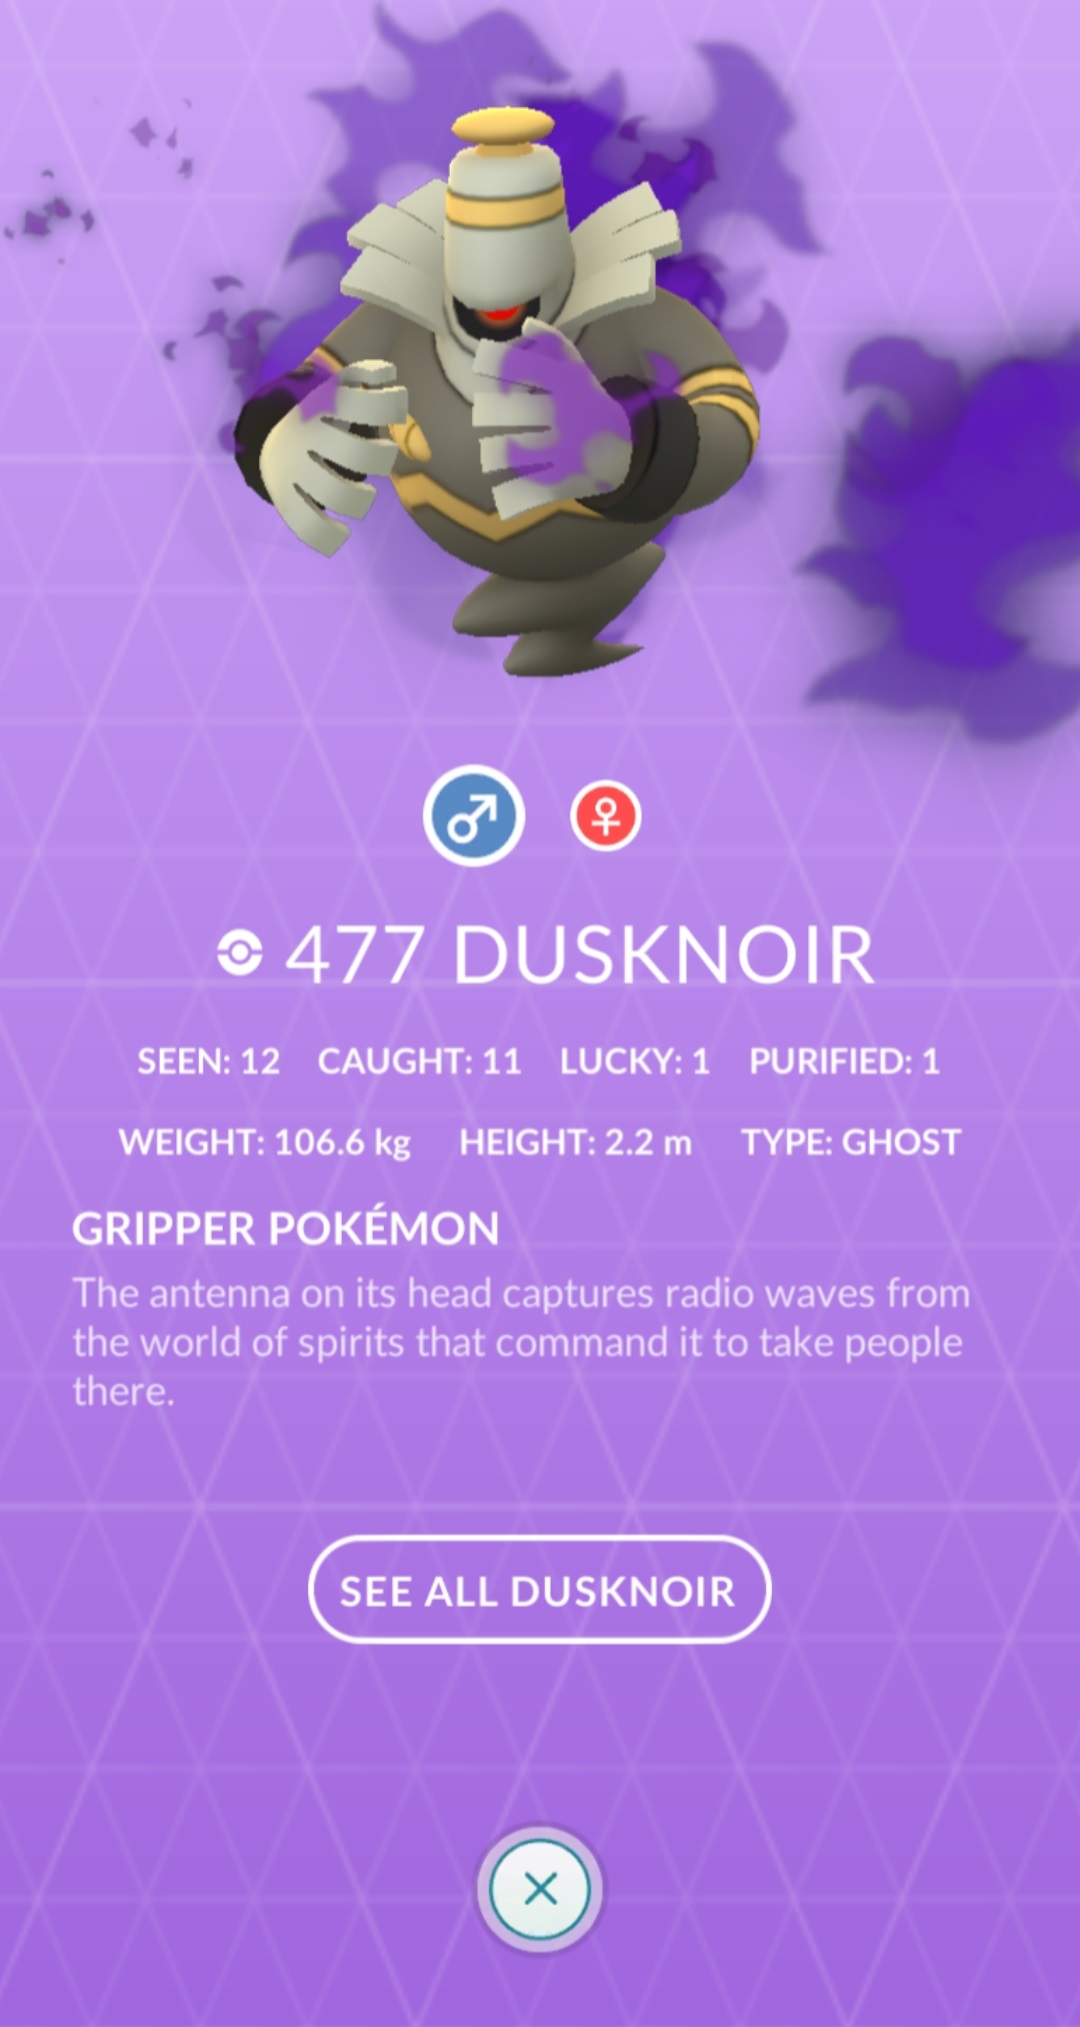 477 DUSKNOIR
SEEN: 12 CAUGHT: 11 LUCKY: 1 PURIFIED: 1
WEIGHT: 106.6 kg HEIGHT: 2.2 m TYPE: GHOST
GRIPPER POKÉMON
The antenna on its head captures radio waves from
the world of spirits that command it to take people
there.
SEE ALL DUSKNOIR